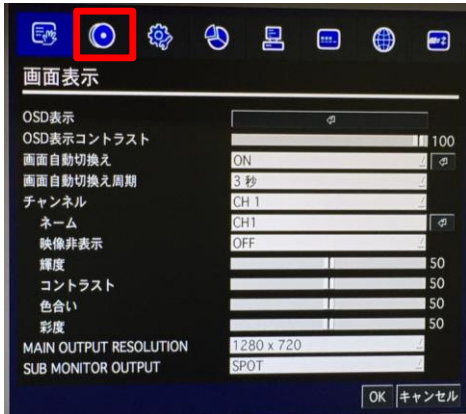 画面表示
OSD表示
OSD表示コントラスト 100
画面自動切換え ON
画面自動切換え周期 3 秒
チャンネル CH 1
ネーム CH1
映像非表示 OFF
輝度 50
コントラスト 50
色合い 50
彩度 50
MAIN OUTPUT RESOLUTION 1280 x 720
SUB MONITOR OUTPUT SPOT
OK キャンセル